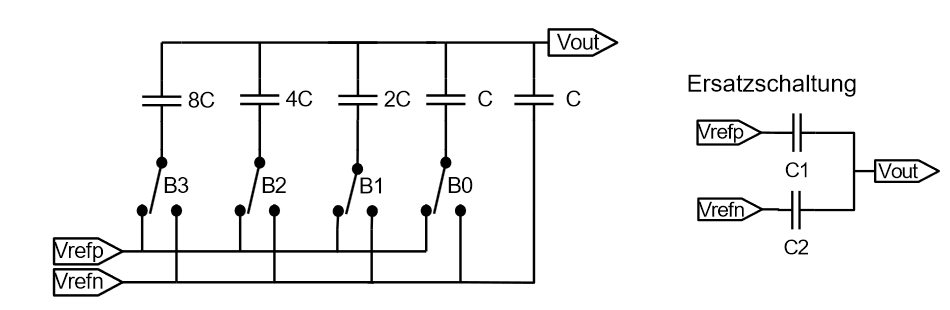 Vout
8C 4C 2C C C
B3 B2 B1 B0
Vrefp
Vrefn
Ersatzschaltung
Vrefp
C1
Vout
Vrefn
C2